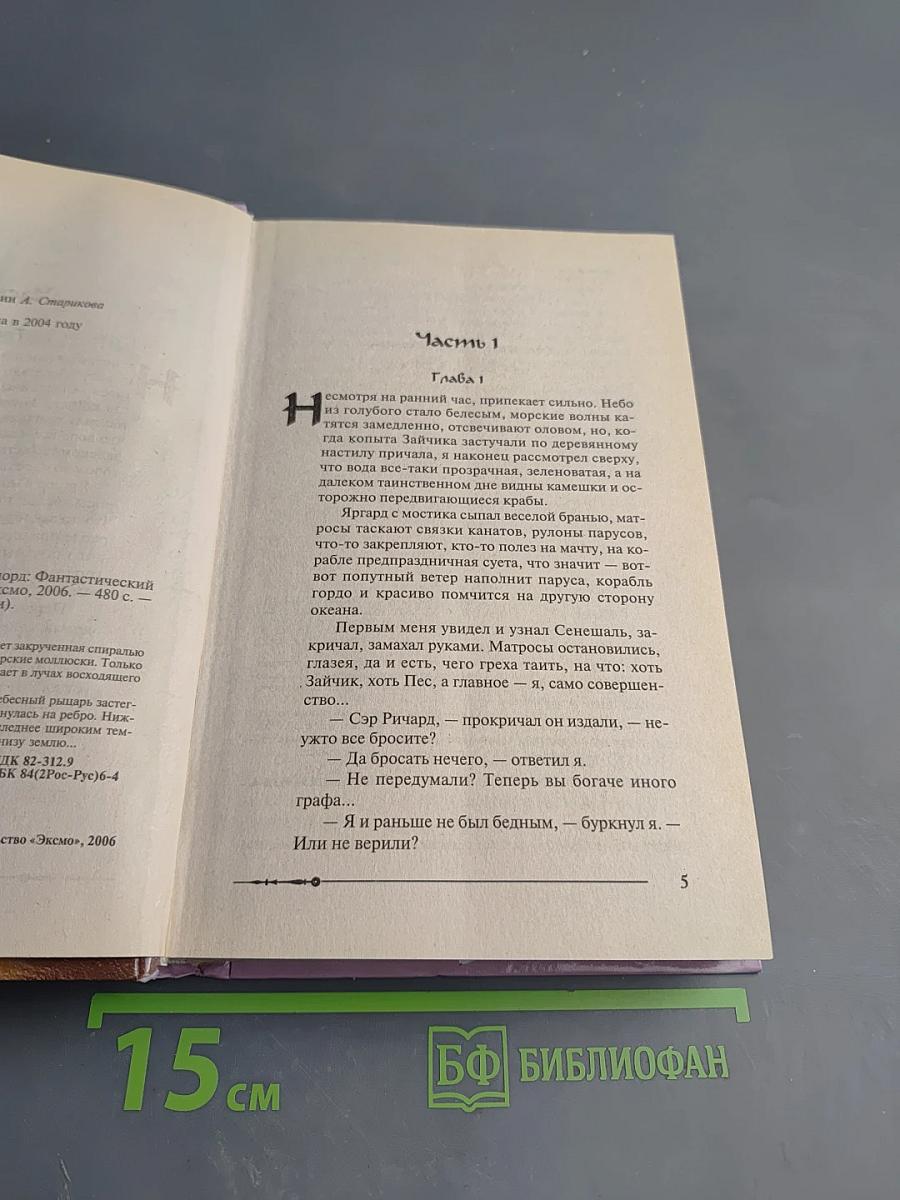 ин А. Старикова
а в 2004 году
лорд: Фантастический
ксмо, 2006. — 480 с. —
и).
ет закрученная спиралью
рские моллюски. Только
ает в лучах восходящего
ебесный рыцарь застег-
нулась на ребро. Ниж-
леднее широким тем-
низу землю...
ДК 82-312.9
БК 84(2Рос-Рус)6-4
ство «Эксмо», 2006
Часть 1
Глава 1
Несмотря на ранний час, припекает сильно. Небо
из голубого стало белесым, морские волны ка-
тятся замедленно, отсвечивают оловом, но, ко-
гда копыта Зайчика застучали по деревянному
настилу причала, я наконец рассмотрел сверху,
что вода все-таки прозрачная, зеленоватая, а на
далеком таинственном дне видны камешки и ос-
торожно передвигающиеся крабы.
Яргард с мостика сыпал веселой бранью, мат-
росы таскают связки канатов, рулоны парусов,
что-то закрепляют, кто-то полез на мачту, на ко-
рабле предпраздничная суета, что значит — вот-
вот попутный ветер наполнит паруса, корабль
гордо и красиво помчится на другую сторону
океана.
Первым меня увидел и узнал Сенешаль, за-
кричал, замахал руками. Матросы остановились,
глазея, да и есть, чего греха таить, на что: хоть
Зайчик, хоть Пес, а главное — я, само совершен-
ство...
— Сэр Ричард, — прокричал он издали, — не-
ужто все бросите?
— Да бросать нечего, — ответил я.
— Не передумали? Теперь вы богаче иного
графа...
— Я и раньше не был бедным, — буркнул я. —
Или не верили?
5
15 см
БФ БИБЛИОФАН